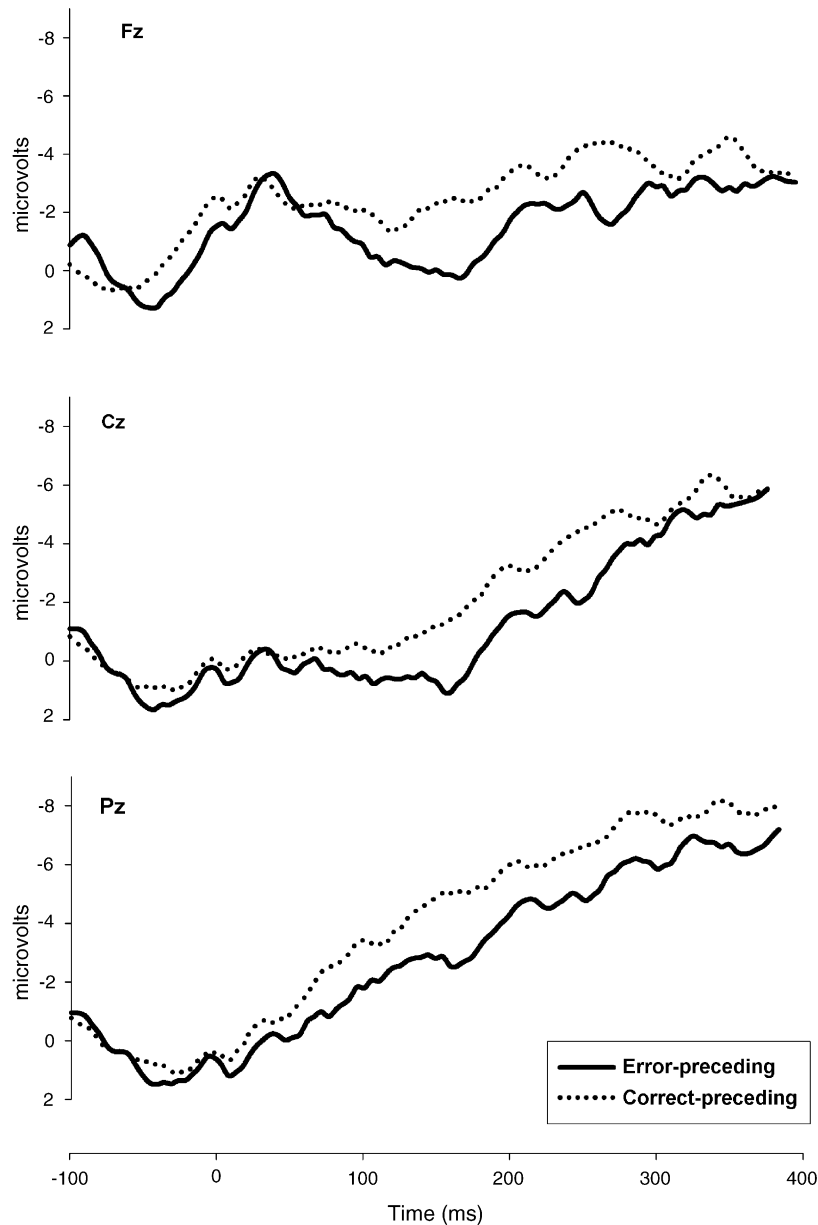 Fz
-8
-6
-4
-2
0
2
microvolts
Cz
-8
-6
-4
-2
0
2
microvolts
Pz
-8
-6
-4
-2
0
2
microvolts
Error-preceding
Correct-preceding
-100 0 100 200 300 400
Time (ms)